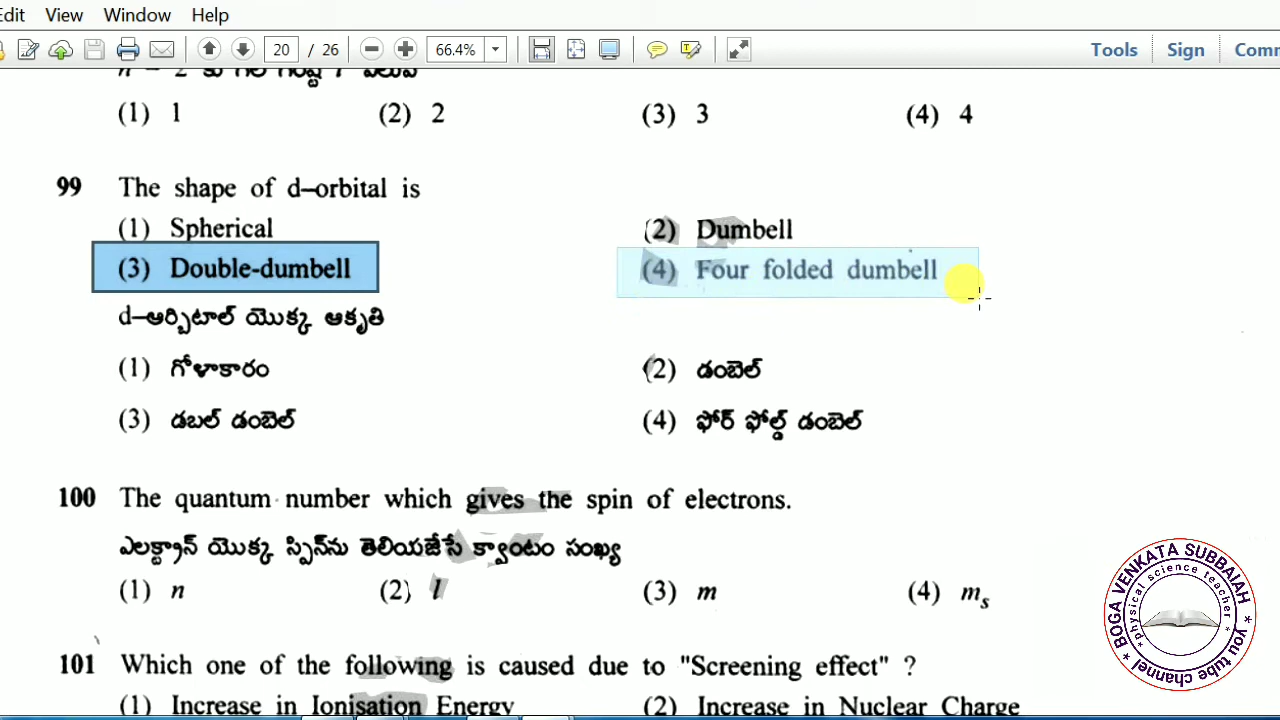 Edit View Window Help
20 / 26 66.4% Tools Sign Comm
(1) 1 (2) 2 (3) 3 (4) 4
99 The shape of d–orbital is
(1) Spherical (2) Dumbell
(3) Double-dumbell (4) Four folded dumbell
d–ఆర్బిటాల్ యొక్క ఆకృతి
(1) గోళాకారం (2) డంబెల్
(3) డబల్ డంబెల్ (4) ఫోర్ ఫోల్డ్ డంబెల్
100 The quantum number which gives the spin of electrons.
ఎలక్ట్రాన్ యొక్క స్పిన్‌ను తెలియజేసే క్వాంటం సంఖ్య
(1) n (2) l (3) m (4) mₛ
101 Which one of the following is caused due to "Screening effect" ?
(1) Increase in Ionisation Energy (2) Increase in Nuclear Charge
* BOGA VENKATA SUBBAIAH * you tube channel
* physical science teacher *